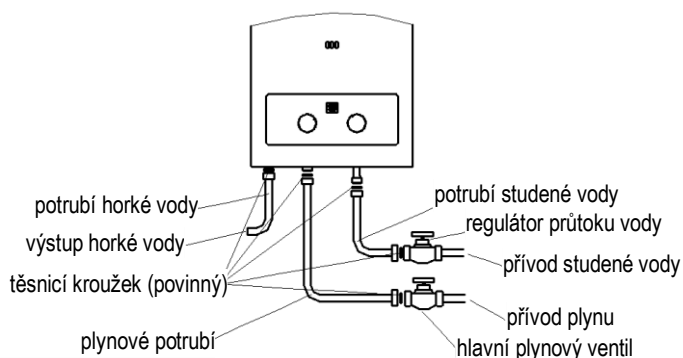 potrubí horké vody
výstup horké vody
těsnicí kroužek (povinný)
plynové potrubí
potrubí studené vody
regulátor průtoku vody
přívod studené vody
přívod plynu
hlavní plynový ventil